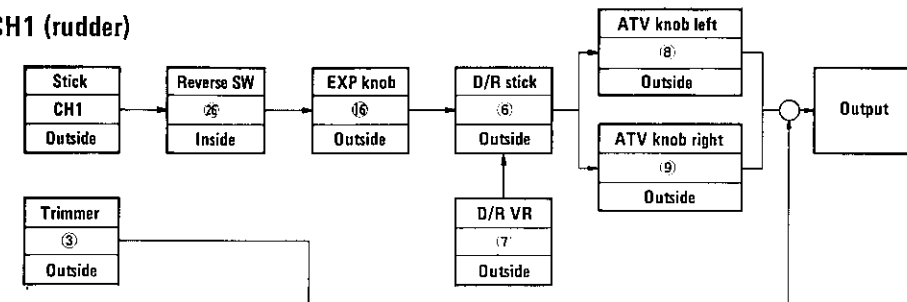 CH1 (rudder)
Stick
CH1
Outside
Reverse SW
㉖
Inside
EXP knob
⑯
Outside
D/R stick
⑥
Outside
ATV knob left
⑧
Outside
ATV knob right
⑨
Outside
Output
Trimmer
③
Outside
D/R VR
⑦
Outside